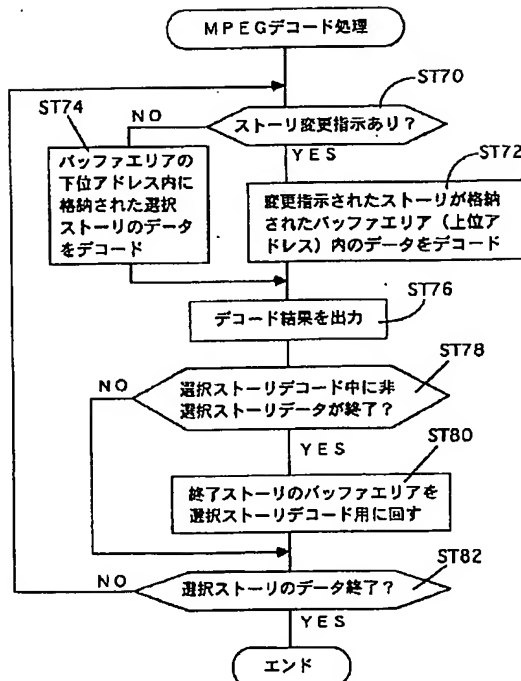 MPEGデコード処理
ST70
ストーリ変更指示あり?
NO
YES
ST74
バッファエリアの
下位アドレス内に
格納された選択
ストーリのデータ
をデコード
ST72
変更指示されたストーリが格納
されたバッファエリア(上位ア
ドレス)内のデータをデコード
ST76
デコード結果を出力
ST78
選択ストーリデコード中に非
選択ストーリデータが終了?
NO
YES
ST80
終了ストーリのバッファエリアを
選択ストーリデコード用に回す
ST82
選択ストーリのデータ終了?
NO
YES
エンド